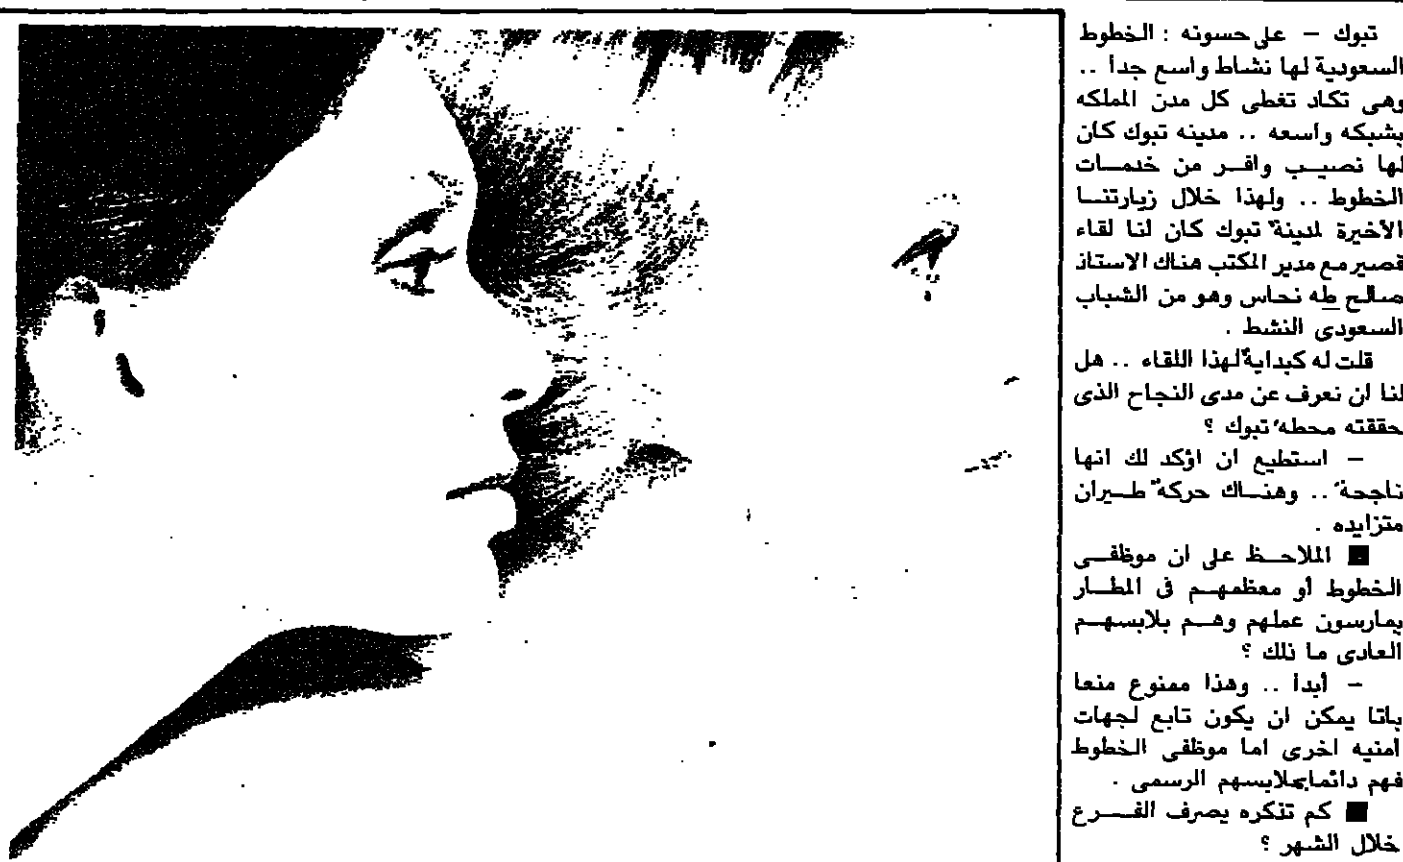 تبوك – على حسونه : الخطوط
السعودية لها نشاط واسع جدا ..
وهى تكاد تغطى كل مدن المملكه
بشبكه واسعه .. مدينه تبوك كان
لها نصيب وافر من خدمات
الخطوط .. ولهذا خلال زيارتنا
الأخيرة لمدينة تبوك كان لنا لقاء
قصير مع مدير المكتب هناك الاستاذ
صالح طه نحاس وهو من الشباب
السعودى النشط .
قلت له كبداية لهذا اللقاء .. هل
لنا ان نعرف عن مدى النجاح الذى
حققته محطه تبوك ؟
– استطيع ان اؤكد لك انها
ناجحة .. وهناك حركة طيران
متزايده .
■ الملاحظ على ان موظفى
الخطوط أو معظمهم فى المطار
يمارسون عملهم وهم بلابسهم
العادى ما ذلك ؟
– أبدا .. وهذا ممنوع منعا
باتا يمكن ان يكون تابع لجهات
امنيه اخرى اما موظفى الخطوط
فهم دائما بملابسهم الرسمى .
■ كم تذكره يصرف الفرع
خلال الشهر ؟